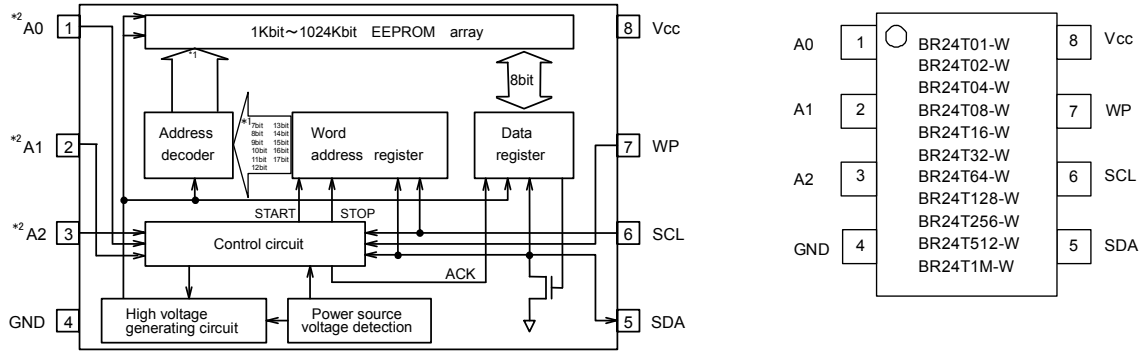 *2A0
1
1Kbit～1024Kbit EEPROM array
8
Vcc
*1
8bit
*2A1
2
Address
decoder
*1
7bit 13bit
8bit 14bit
9bit 15bit
10bit 16bit
11bit 17bit
12bit
Word
address register
Data
register
7
WP
START
STOP
*2A2
3
Control circuit
6
SCL
ACK
GND
4
High voltage
generating circuit
Power source
voltage detection
5
SDA
A0
1
BR24T01-W
8
Vcc
BR24T02-W
BR24T04-W
A1
2
BR24T08-W
7
WP
BR24T16-W
BR24T32-W
A2
3
BR24T64-W
6
SCL
BR24T128-W
BR24T256-W
GND
4
BR24T512-W
5
SDA
BR24T1M-W